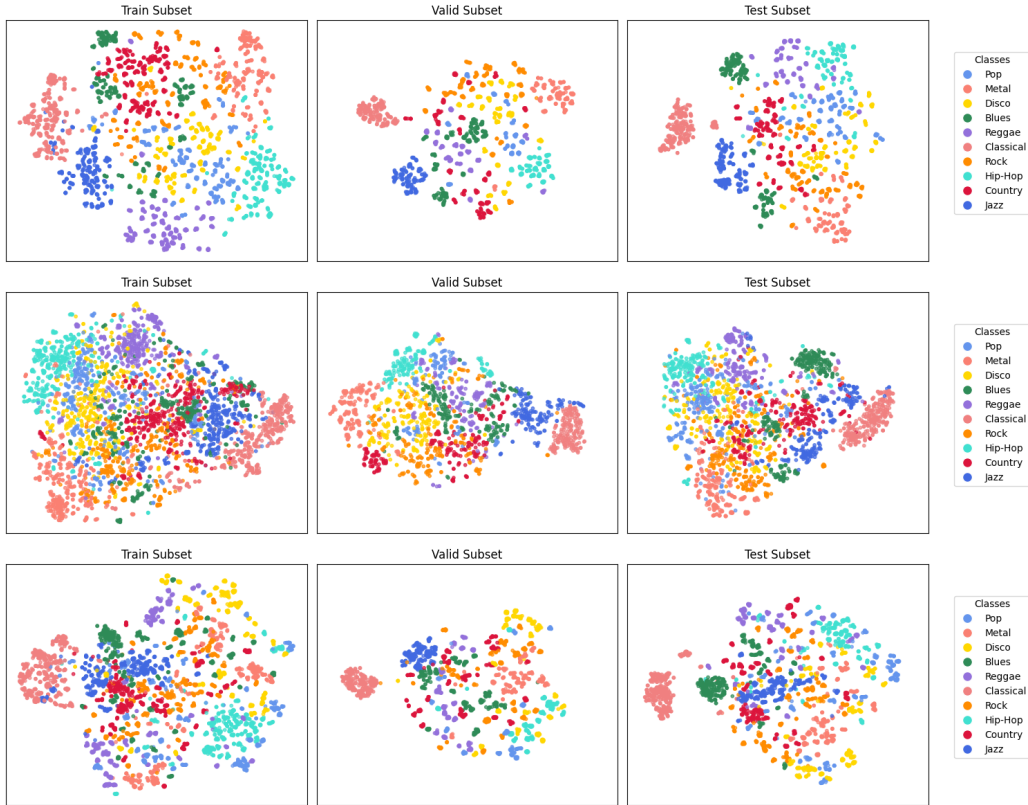 Train Subset
Valid Subset
Test Subset
Classes
Pop
Metal
Disco
Blues
Reggae
Classical
Rock
Hip-Hop
Country
Jazz
Train Subset
Valid Subset
Test Subset
Classes
Pop
Metal
Disco
Blues
Reggae
Classical
Rock
Hip-Hop
Country
Jazz
Train Subset
Valid Subset
Test Subset
Classes
Pop
Metal
Disco
Blues
Reggae
Classical
Rock
Hip-Hop
Country
Jazz